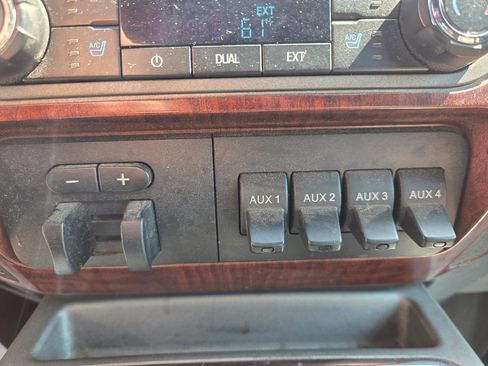 EXT
61°F
A/C
DUAL
EXT
A/C
- +
AUX 1 AUX 2 AUX 3 AUX 4